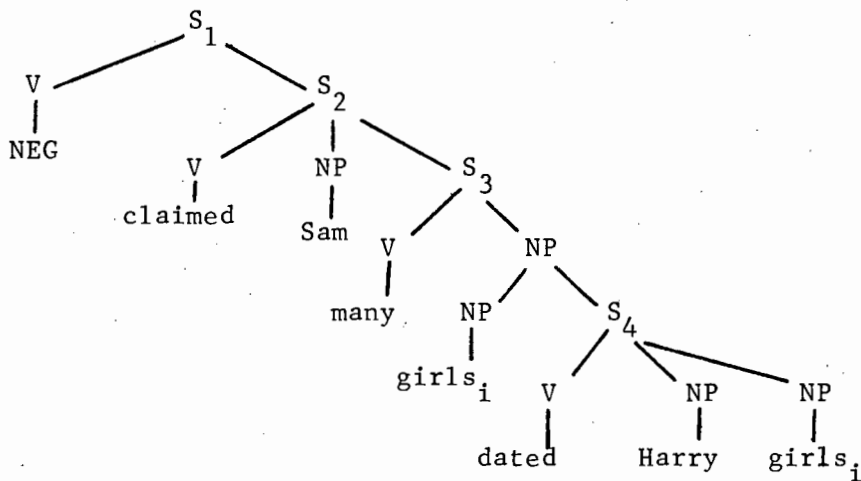 S1
V S2
NEG
V NP S3
claimed
Sam
V NP
many
NP S4
girlsi
V NP NP
dated Harry girlsi